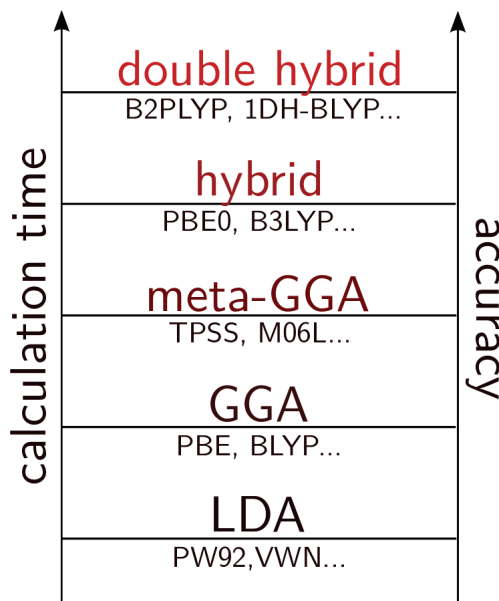 double hybrid
B2PLYP, 1DH-BLYP...
hybrid
PBE0, B3LYP...
meta-GGA
TPSS, M06L...
GGA
PBE, BLYP...
LDA
PW92,VWN...
calculation time
accuracy